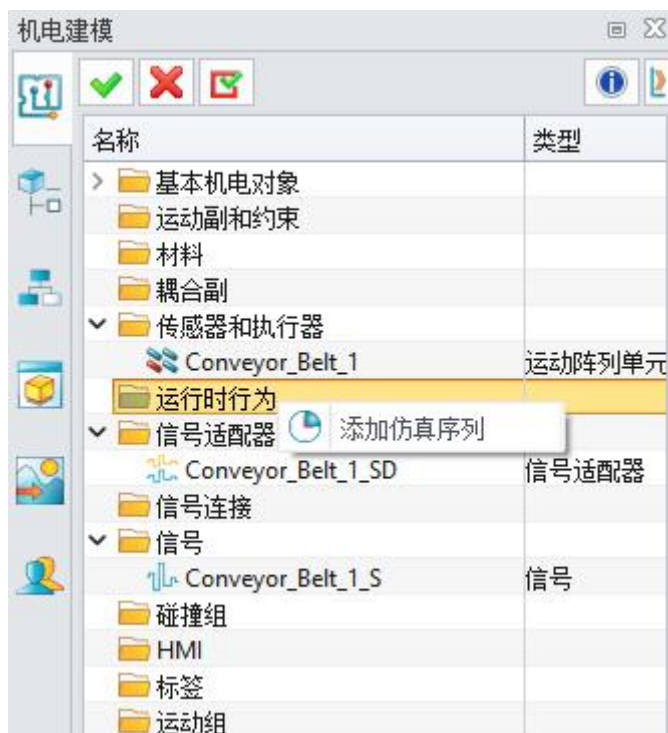 机电建模
名称 类型
基本机电对象
运动副和约束
材料
耦合副
传感器和执行器
Conveyor_Belt_1 运动阵列单元
运行时行为
添加仿真序列
信号适配器
Conveyor_Belt_1_SD 信号适配器
信号连接
信号
Conveyor_Belt_1_S 信号
碰撞组
HMI
标签
运动组